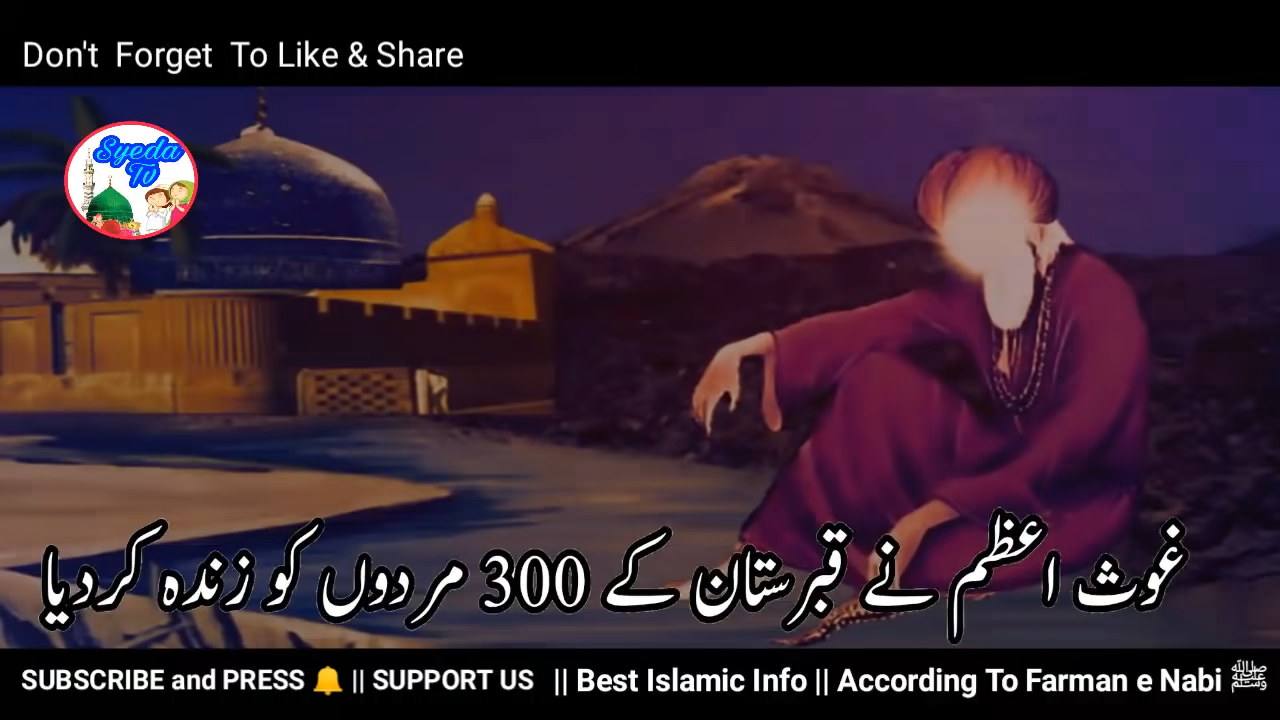 Don't Forget To Like & Share
Syeda
Tv
غوث اعظم نے قبرستان کے 300 مردوں کو زندہ کردیا
SUBSCRIBE and PRESS 🔔 || SUPPORT US || Best Islamic Info || According To Farman e Nabi ﷺ